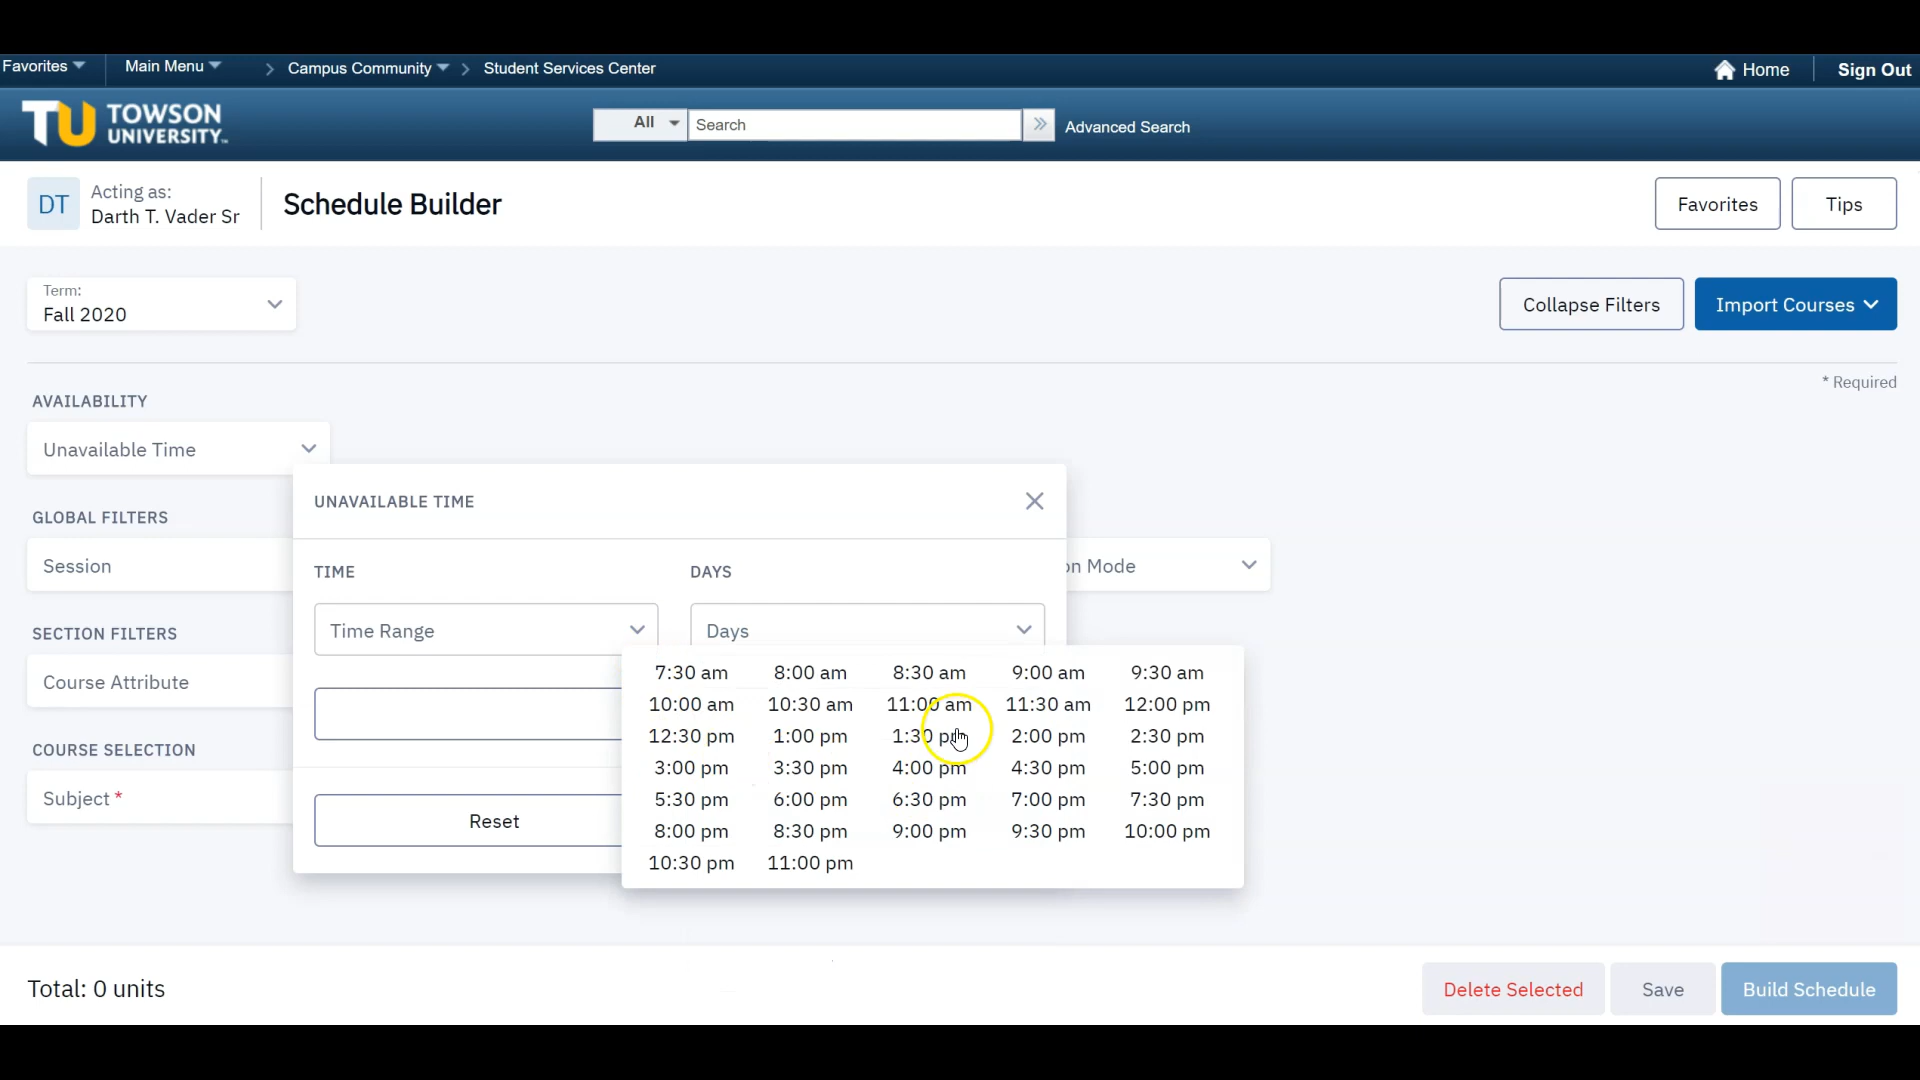 Favorites Main Menu > Campus Community > Student Services Center Home Sign Out
TU TOWSON UNIVERSITY™ All Search » Advanced Search
DT Acting as: Darth T. Vader Sr Schedule Builder Favorites Tips
Term:
Fall 2020 Collapse Filters Import Courses
* Required
AVAILABILITY
Unavailable Time
UNAVAILABLE TIME
GLOBAL FILTERS
Session on Mode
TIME DAYS
SECTION FILTERS
Time Range Days
Course Attribute
7:30 am 8:00 am 8:30 am 9:00 am 9:30 am
10:00 am 10:30 am 11:00 am 11:30 am 12:00 pm
12:30 pm 1:00 pm 1:30 pm 2:00 pm 2:30 pm
3:00 pm 3:30 pm 4:00 pm 4:30 pm 5:00 pm
5:30 pm 6:00 pm 6:30 pm 7:00 pm 7:30 pm
8:00 pm 8:30 pm 9:00 pm 9:30 pm 10:00 pm
10:30 pm 11:00 pm
COURSE SELECTION
Subject *
Reset
Total: 0 units Delete Selected Save Build Schedule